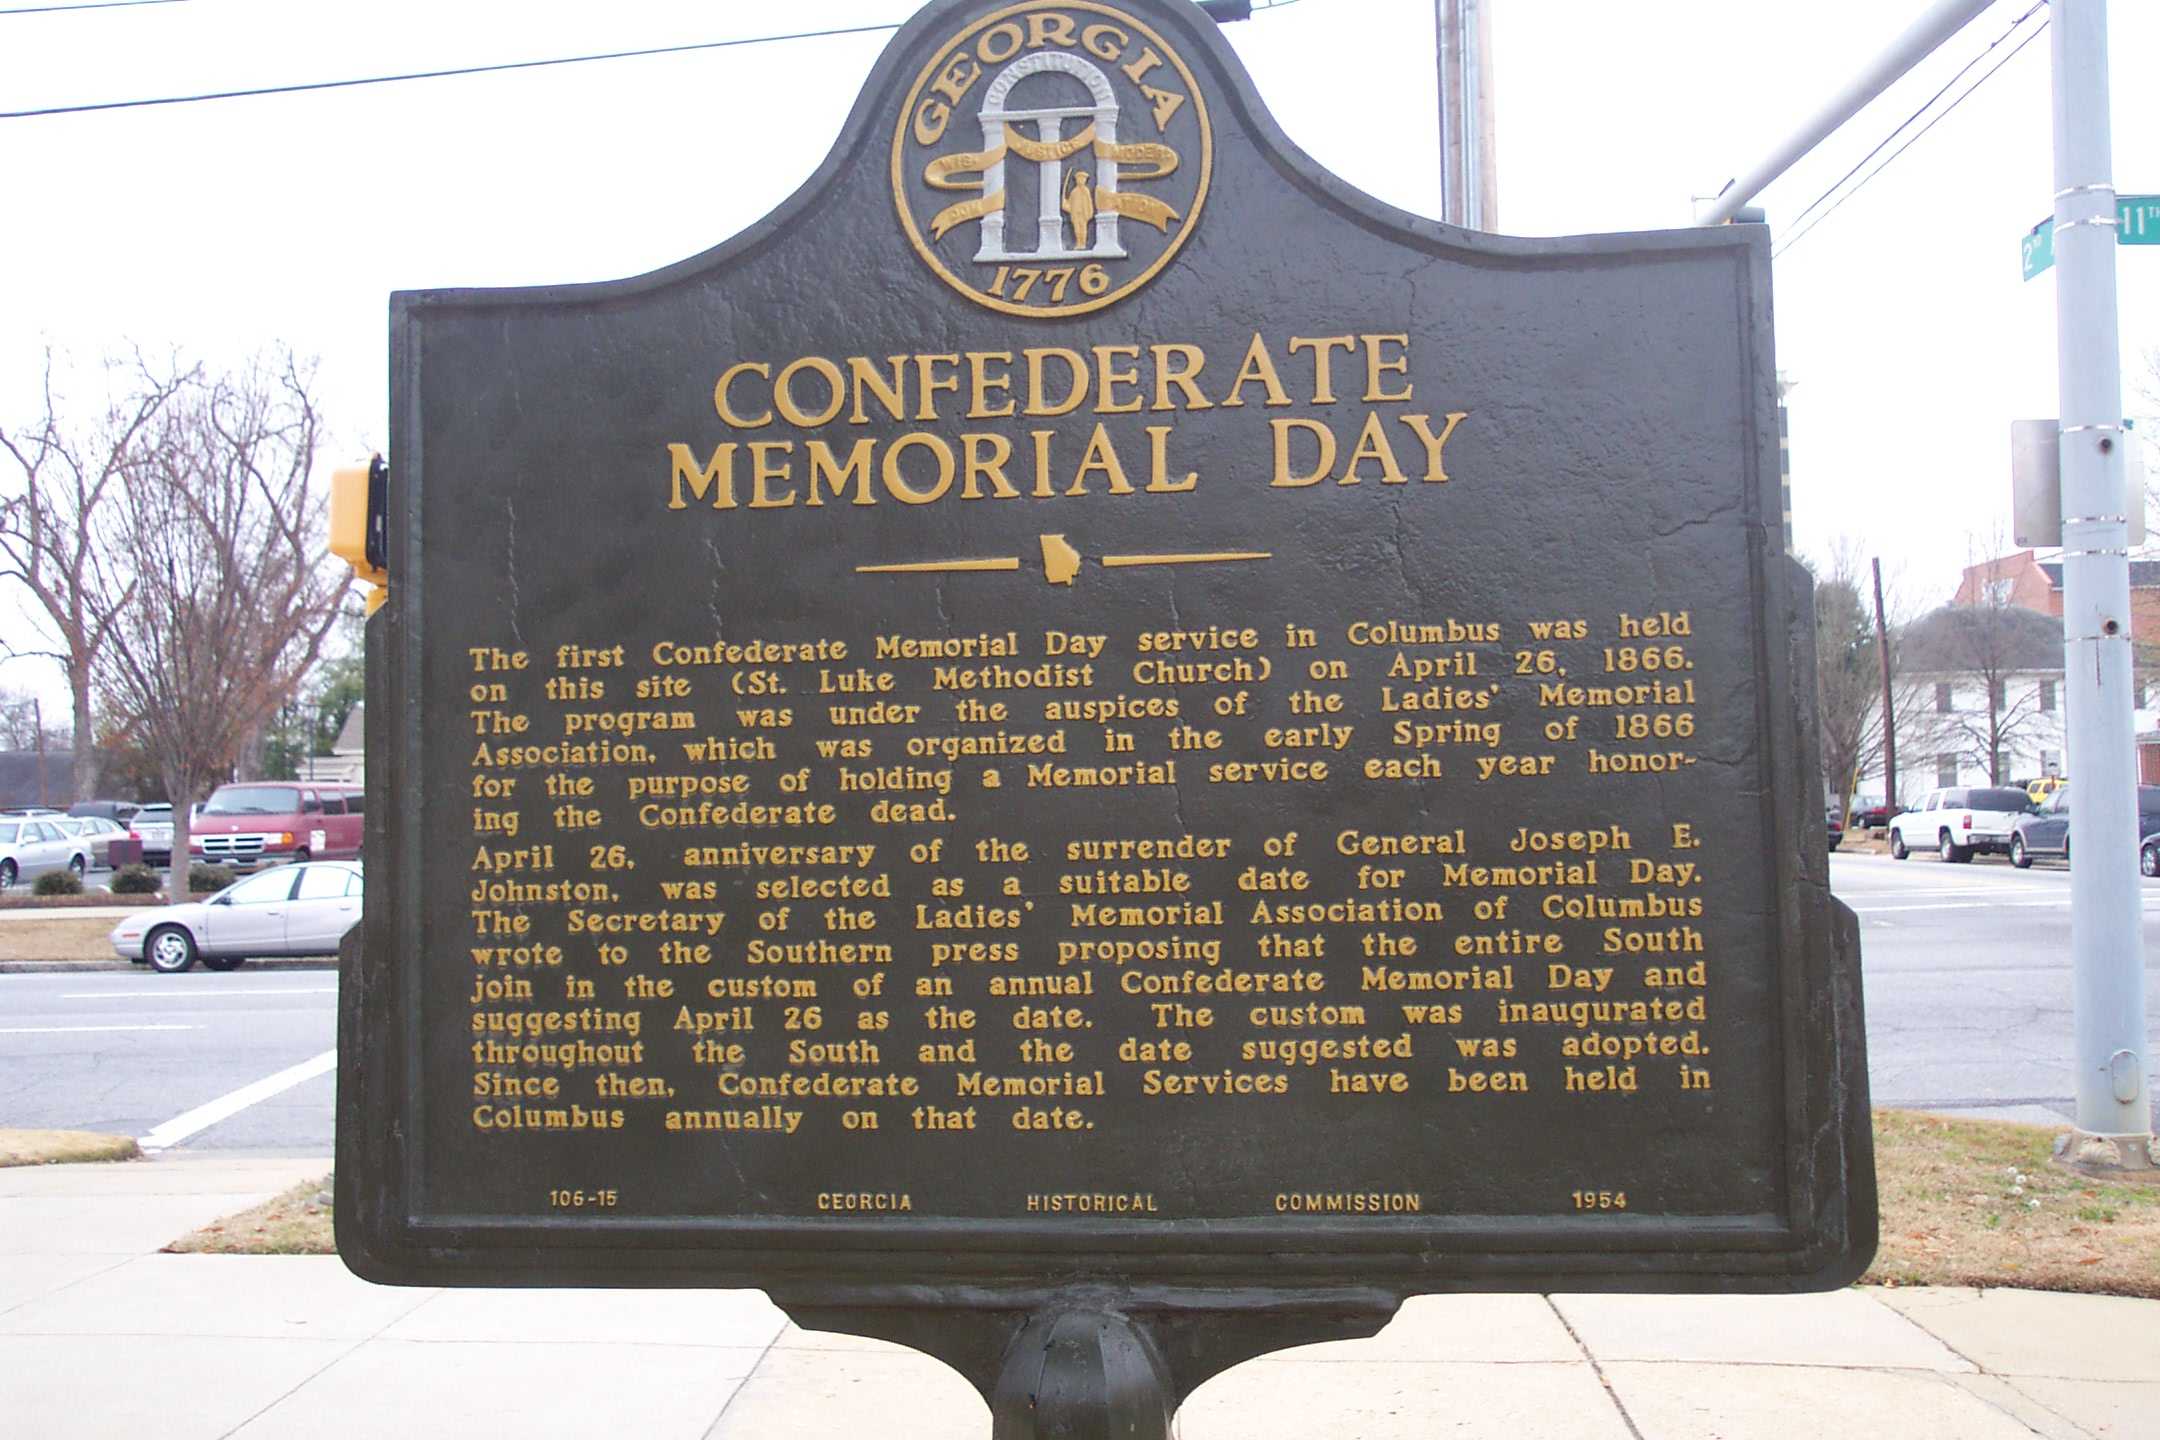 GEORGIA
CONSTITUTION
WIS. JUSTICE MODER
DOM ATION
1776
CONFEDERATE
MEMORIAL DAY
The first Confederate Memorial Day service in Columbus was held
on this site (St. Luke Methodist Church) on April 26, 1866.
The program was under the auspices of the Ladies' Memorial
Association, which was organized in the early Spring of 1866
for the purpose of holding a Memorial service each year honor-
ing the Confederate dead.
April 26, anniversary of the surrender of General Joseph E.
Johnston, was selected as a suitable date for Memorial Day.
The Secretary of the Ladies' Memorial Association of Columbus
wrote to the Southern press proposing that the entire South
join in the custom of an annual Confederate Memorial Day and
suggesting April 26 as the date. The custom was inaugurated
throughout the South and the date suggested was adopted.
Since then, Confederate Memorial Services have been held in
Columbus annually on that date.
106-15 GEORGIA HISTORICAL COMMISSION 1954
11TH
2ND